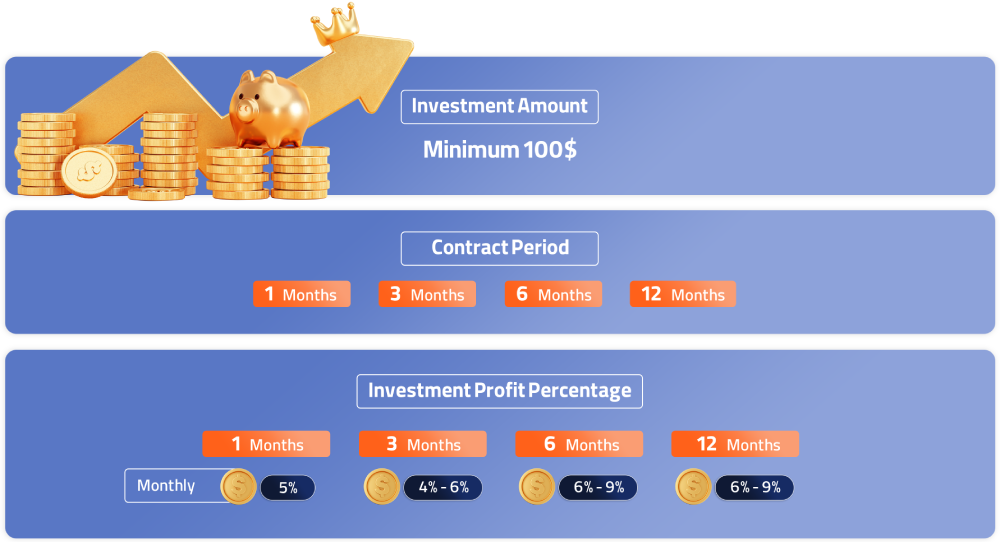 Investment Amount
Minimum 100$
Contract Period
1 Months 3 Months 6 Months 12 Months
Investment Profit Percentage
1 Months 3 Months 6 Months 12 Months
Monthly 5% 4% - 6% 6% - 9% 6% - 9%